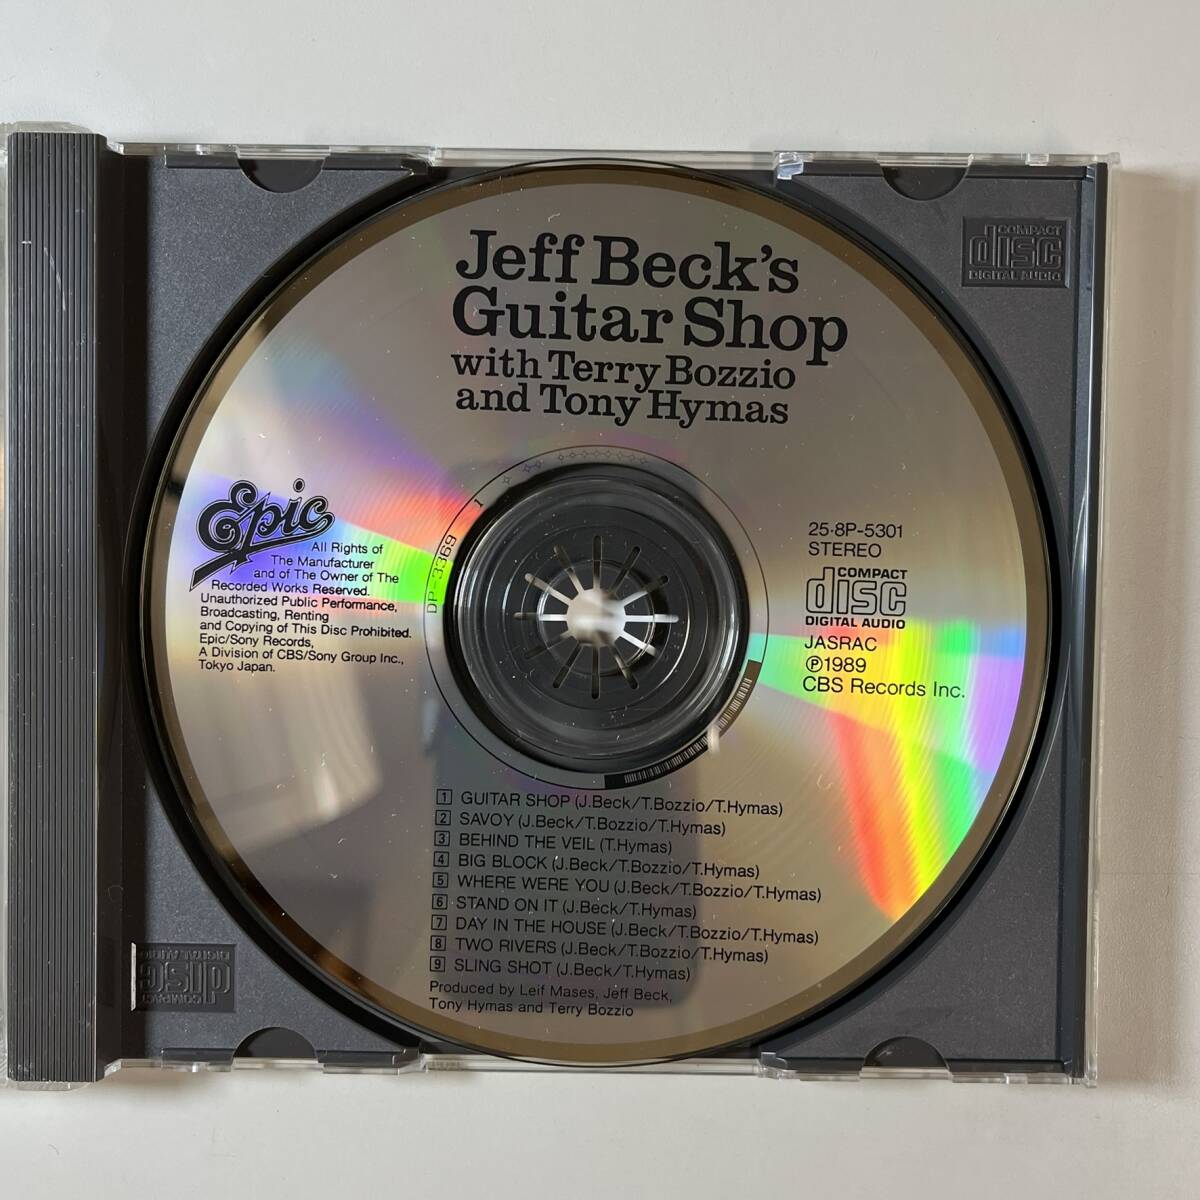 Jeff Beck's
Guitar Shop
with Terry Bozzio
and Tony Hymas
COMPACT
disc
DIGITAL AUDIO
Epic
All Rights of
The Manufacturer
and of The Owner of The
Recorded Works Reserved.
Unauthorized Public Performance,
Broadcasting, Renting
and Copying of This Disc Prohibited.
Epic/Sony Records,
A Division of CBS/Sony Group Inc.,
Tokyo Japan.
DP-3369 1
25·8P-5301
STEREO
COMPACT
disc
DIGITAL AUDIO
JASRAC
℗1989
CBS Records Inc.
1 GUITAR SHOP (J.Beck/T.Bozzio/T.Hymas)
2 SAVOY (J.Beck/T.Bozzio/T.Hymas)
3 BEHIND THE VEIL (T.Hymas)
4 BIG BLOCK (J.Beck/T.Bozzio/T.Hymas)
5 WHERE WERE YOU (J.Beck/T.Bozzio/T.Hymas)
6 STAND ON IT (J.Beck/T.Hymas)
7 DAY IN THE HOUSE (J.Beck/T.Bozzio/T.Hymas)
8 TWO RIVERS (J.Beck/T.Bozzio/T.Hymas)
9 SLING SHOT (J.Beck/T.Hymas)
Produced by Leif Mases, Jeff Beck,
Tony Hymas and Terry Bozzio
COMPACT
disc
DIGITAL AUDIO